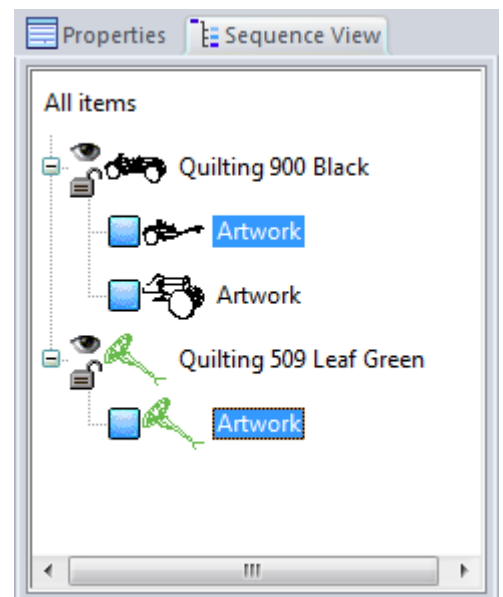 Properties Sequence View
All items
Quilting 900 Black
Artwork
Artwork
Quilting 509 Leaf Green
Artwork